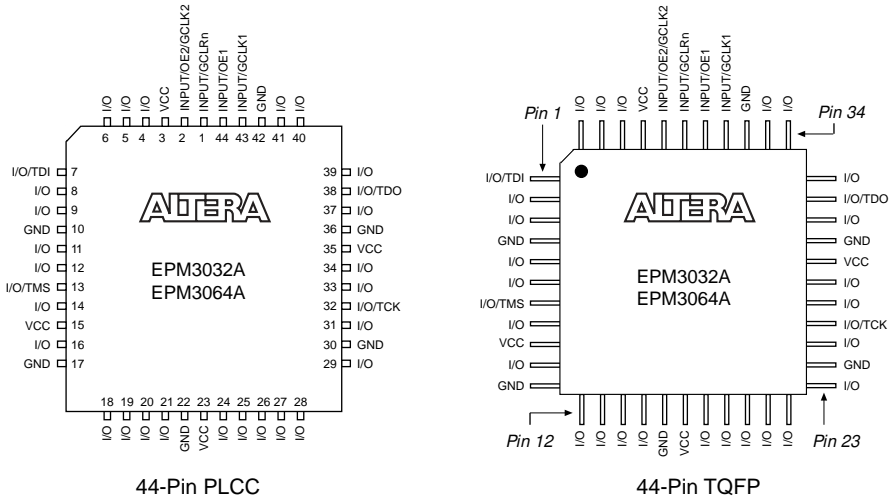 I/O I/O I/O VCC INPUT/OE2/GCLK2 INPUT/GCLRn INPUT/OE1 INPUT/GCLK1 GND I/O I/O
6 5 4 3 2 1 44 43 42 41 40
I/O/TDI 7
I/O 8
I/O 9
GND 10
I/O 11
I/O 12
I/O/TMS 13
I/O 14
VCC 15
I/O 16
GND 17
ALTERA
EPM3032A
EPM3064A
39 I/O
38 I/O/TDO
37 I/O
36 GND
35 VCC
34 I/O
33 I/O
32 I/O/TCK
31 I/O
30 GND
29 I/O
18 19 20 21 22 23 24 25 26 27 28
I/O I/O I/O I/O GND VCC I/O I/O I/O I/O I/O
44-Pin PLCC
I/O I/O I/O VCC INPUT/OE2/GCLK2 INPUT/GCLRn INPUT/OE1 INPUT/GCLK1 GND I/O I/O
Pin 1
Pin 34
I/O/TDI
I/O
I/O
GND
I/O
I/O
I/O/TMS
I/O
VCC
I/O
GND
ALTERA
EPM3032A
EPM3064A
I/O
I/O/TDO
I/O
GND
VCC
I/O
I/O
I/O/TCK
I/O
GND
I/O
Pin 12
Pin 23
I/O I/O I/O I/O GND VCC I/O I/O I/O I/O I/O
44-Pin TQFP